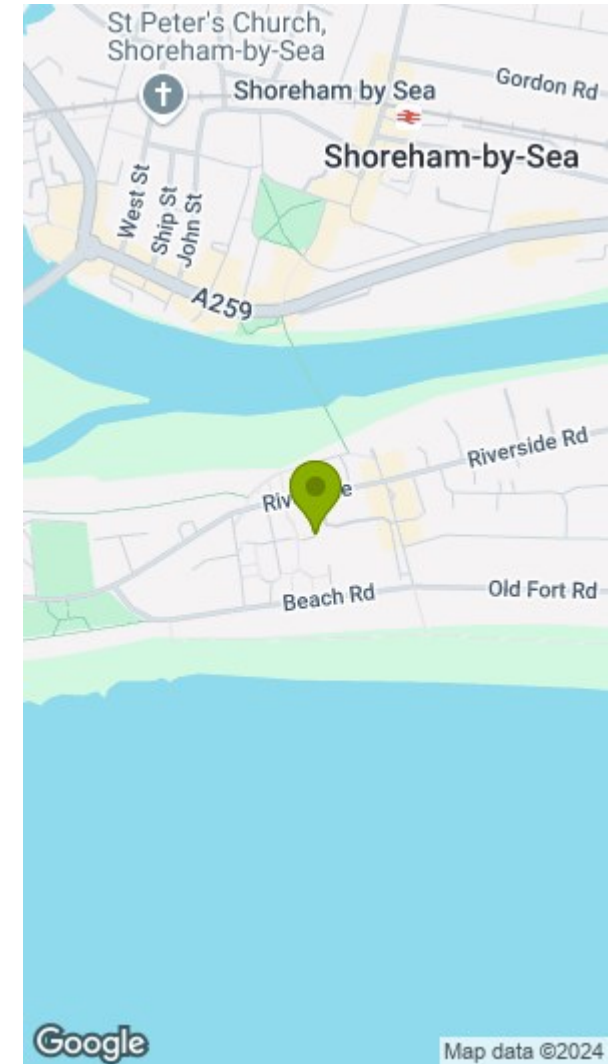 St Peter's Church,
Shoreham-by-Sea
Shoreham by Sea
Gordon Rd
Shoreham-by-Sea
West St
Ship St
John St
A259
Riverside Rd
Beach Rd
Old Fort Rd
Google
Map data ©2024